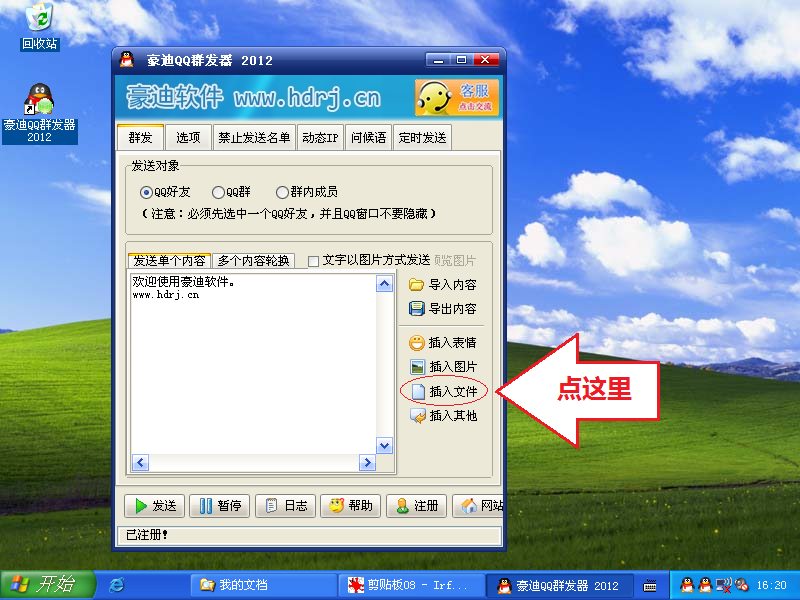 回收站
豪迪QQ群发器
2012
豪迪QQ群发器 2012
豪迪软件 www.hdrj.cn
客服
点击交流
群发 选项 禁止发送名单 动态IP 问候语 定时发送
发送对象
QQ好友 QQ群 群内成员
(注意：必须先选中一个QQ好友，并且QQ窗口不要隐藏)
发送单个内容 多个内容轮换 文字以图片方式发送 预览图片
欢迎使用豪迪软件。
www.hdrj.cn
导入内容
导出内容
插入表情
插入图片
插入文件
插入其他
点这里
发送 暂停 日志 帮助 注册 网站
已注册！
开始 我的文档 剪贴板08 - Irf... 豪迪QQ群发器 2012 16:20